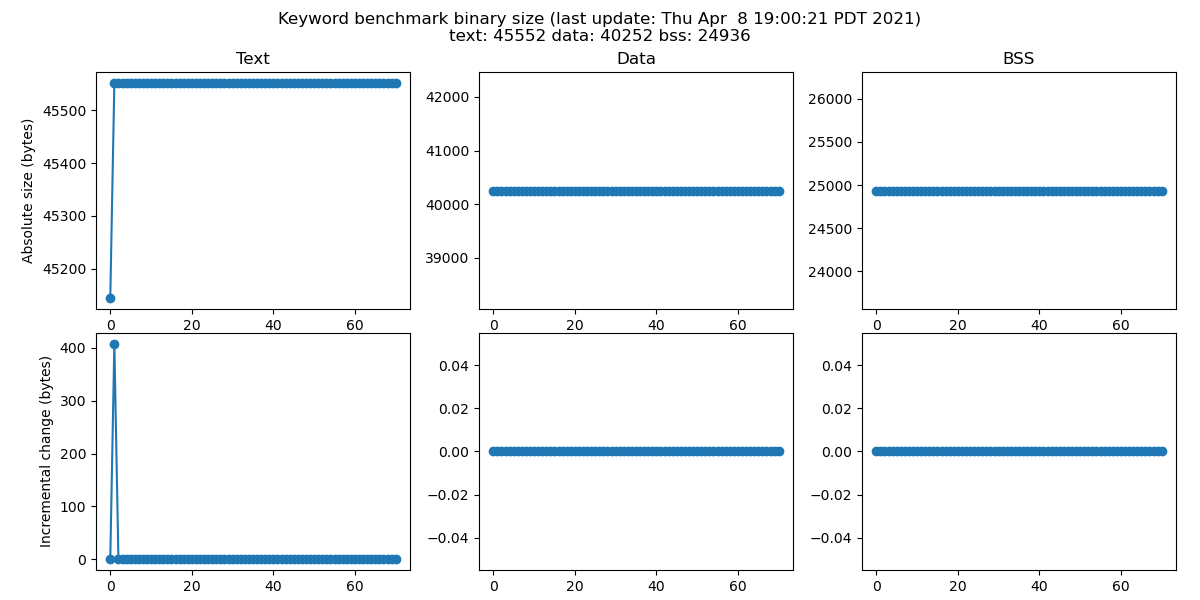 Keyword benchmark binary size (last update: Thu Apr  8 19:00:21 PDT 2021)
text: 45552 data: 40252 bss: 24936
Text
Data
BSS
Absolute size (bytes)
45500
45400
45300
45200
0 20 40 60
42000
41000
40000
39000
0 20 40 60
26000
25500
25000
24500
24000
0 20 40 60
Incremental change (bytes)
400
300
200
100
0
0 20 40 60
0.04
0.02
0.00
−0.02
−0.04
0 20 40 60
0.04
0.02
0.00
−0.02
−0.04
0 20 40 60